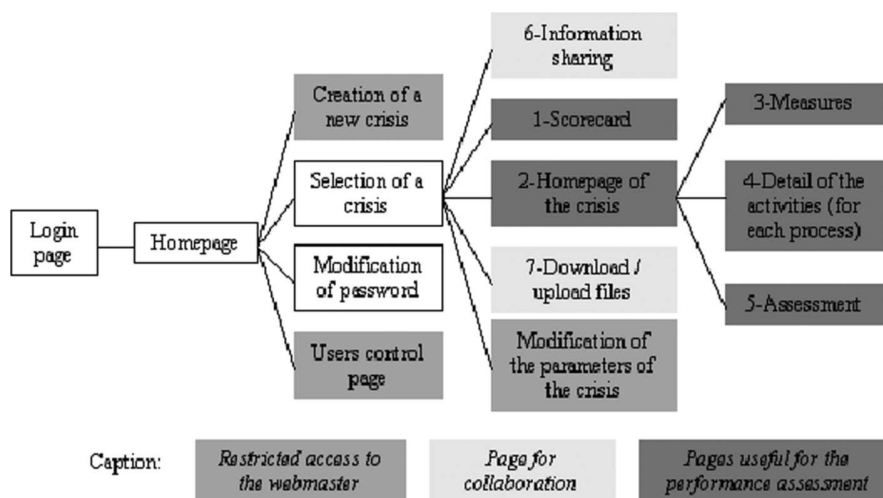 6-Information
sharing
Creation of a
new crisis
3-Measures
1-Scorecard
Selection of a
crisis
2-Homepage of
the crisis
4-Detail of the
activities (for
each process)
Login
page
Homepage
Modification
of password
7-Download /
upload files
5-Assessment
Users control
page
Modification of
the parameters of
the crisis
Caption:
Restricted access to
the webmaster
Page for
collaboration
Pages useful for the
performance assessment